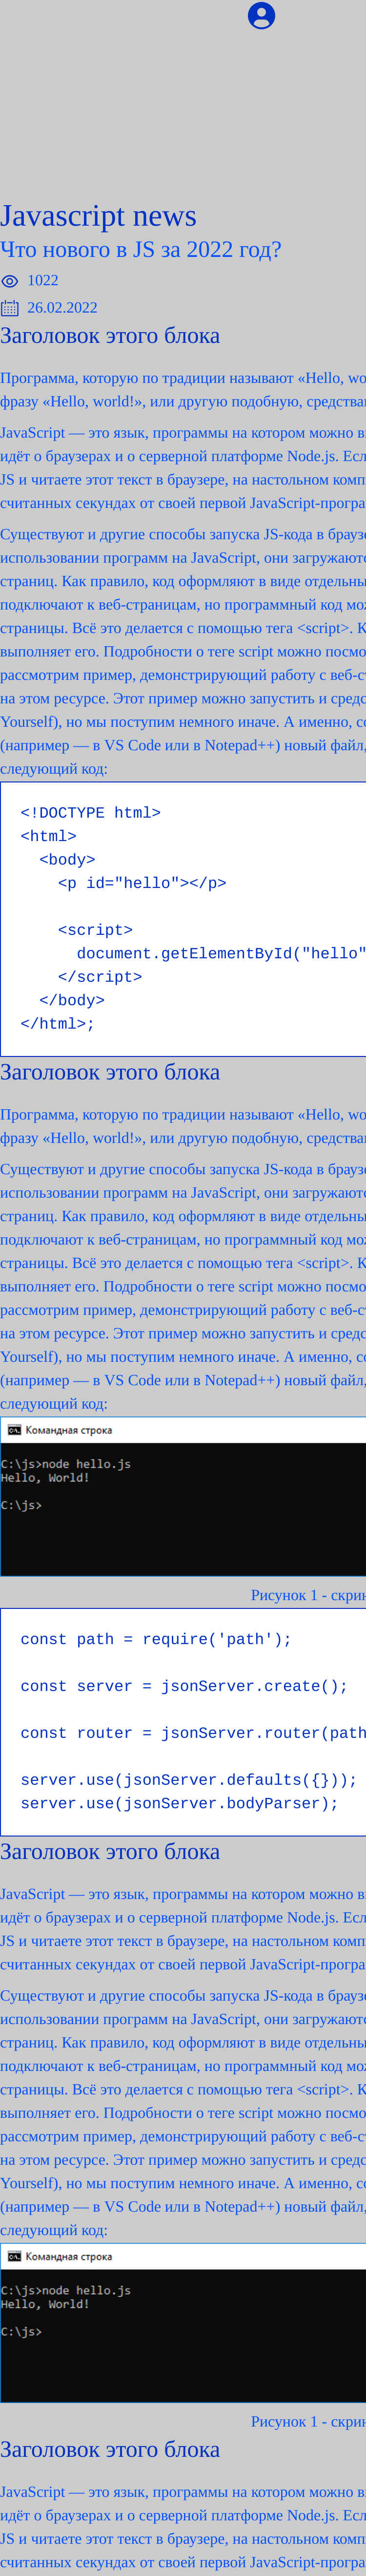 Javascript news
Что нового в JS за 2022 год?
1022
26.02.2022
Заголовок этого блока
Программа, которую по традиции называют «Hello, wo
фразу «Hello, world!», или другую подобную, средства
JavaScript — это язык, программы на котором можно в
идёт о браузерах и о серверной платформе Node.js. Есл
JS и читаете этот текст в браузере, на настольном комп
считанных секундах от своей первой JavaScript-програ
Существуют и другие способы запуска JS-кода в брауз
использовании программ на JavaScript, они загружаютс
страниц. Как правило, код оформляют в виде отдельны
подключают к веб-страницам, но программный код мо
страницы. Всё это делается с помощью тега <script>. К
выполняет его. Подробности о теге script можно посмо
рассмотрим пример, демонстрирующий работу с веб-с
на этом ресурсе. Этот пример можно запустить и средс
Yourself), но мы поступим немного иначе. А именно, со
(например — в VS Code или в Notepad++) новый файл,
следующий код:
<!DOCTYPE html>
<html>
<body>
<p id="hello"></p>
<script>
document.getElementById("hello"
</script>
</body>
</html>;
Заголовок этого блока
Программа, которую по традиции называют «Hello, wo
фразу «Hello, world!», или другую подобную, средства
Существуют и другие способы запуска JS-кода в брауз
использовании программ на JavaScript, они загружаютс
страниц. Как правило, код оформляют в виде отдельны
подключают к веб-страницам, но программный код мо
страницы. Всё это делается с помощью тега <script>. К
выполняет его. Подробности о теге script можно посмо
рассмотрим пример, демонстрирующий работу с веб-с
на этом ресурсе. Этот пример можно запустить и средс
Yourself), но мы поступим немного иначе. А именно, со
(например — в VS Code или в Notepad++) новый файл,
следующий код:
Командная строка
C:\js>node hello.js
Hello, World!
C:\js>
Рисунок 1 - скрин
const path = require('path');
const server = jsonServer.create();
const router = jsonServer.router(path
server.use(jsonServer.defaults({}));
server.use(jsonServer.bodyParser);
Заголовок этого блока
JavaScript — это язык, программы на котором можно в
идёт о браузерах и о серверной платформе Node.js. Есл
JS и читаете этот текст в браузере, на настольном комп
считанных секундах от своей первой JavaScript-програ
Существуют и другие способы запуска JS-кода в брауз
использовании программ на JavaScript, они загружаютс
страниц. Как правило, код оформляют в виде отдельны
подключают к веб-страницам, но программный код мо
страницы. Всё это делается с помощью тега <script>. К
выполняет его. Подробности о теге script можно посмо
рассмотрим пример, демонстрирующий работу с веб-с
на этом ресурсе. Этот пример можно запустить и средс
Yourself), но мы поступим немного иначе. А именно, со
(например — в VS Code или в Notepad++) новый файл,
следующий код:
Командная строка
C:\js>node hello.js
Hello, World!
C:\js>
Рисунок 1 - скрин
Заголовок этого блока
JavaScript — это язык, программы на котором можно в
идёт о браузерах и о серверной платформе Node.js. Есл
JS и читаете этот текст в браузере, на настольном комп
считанных секундах от своей первой JavaScript-програ